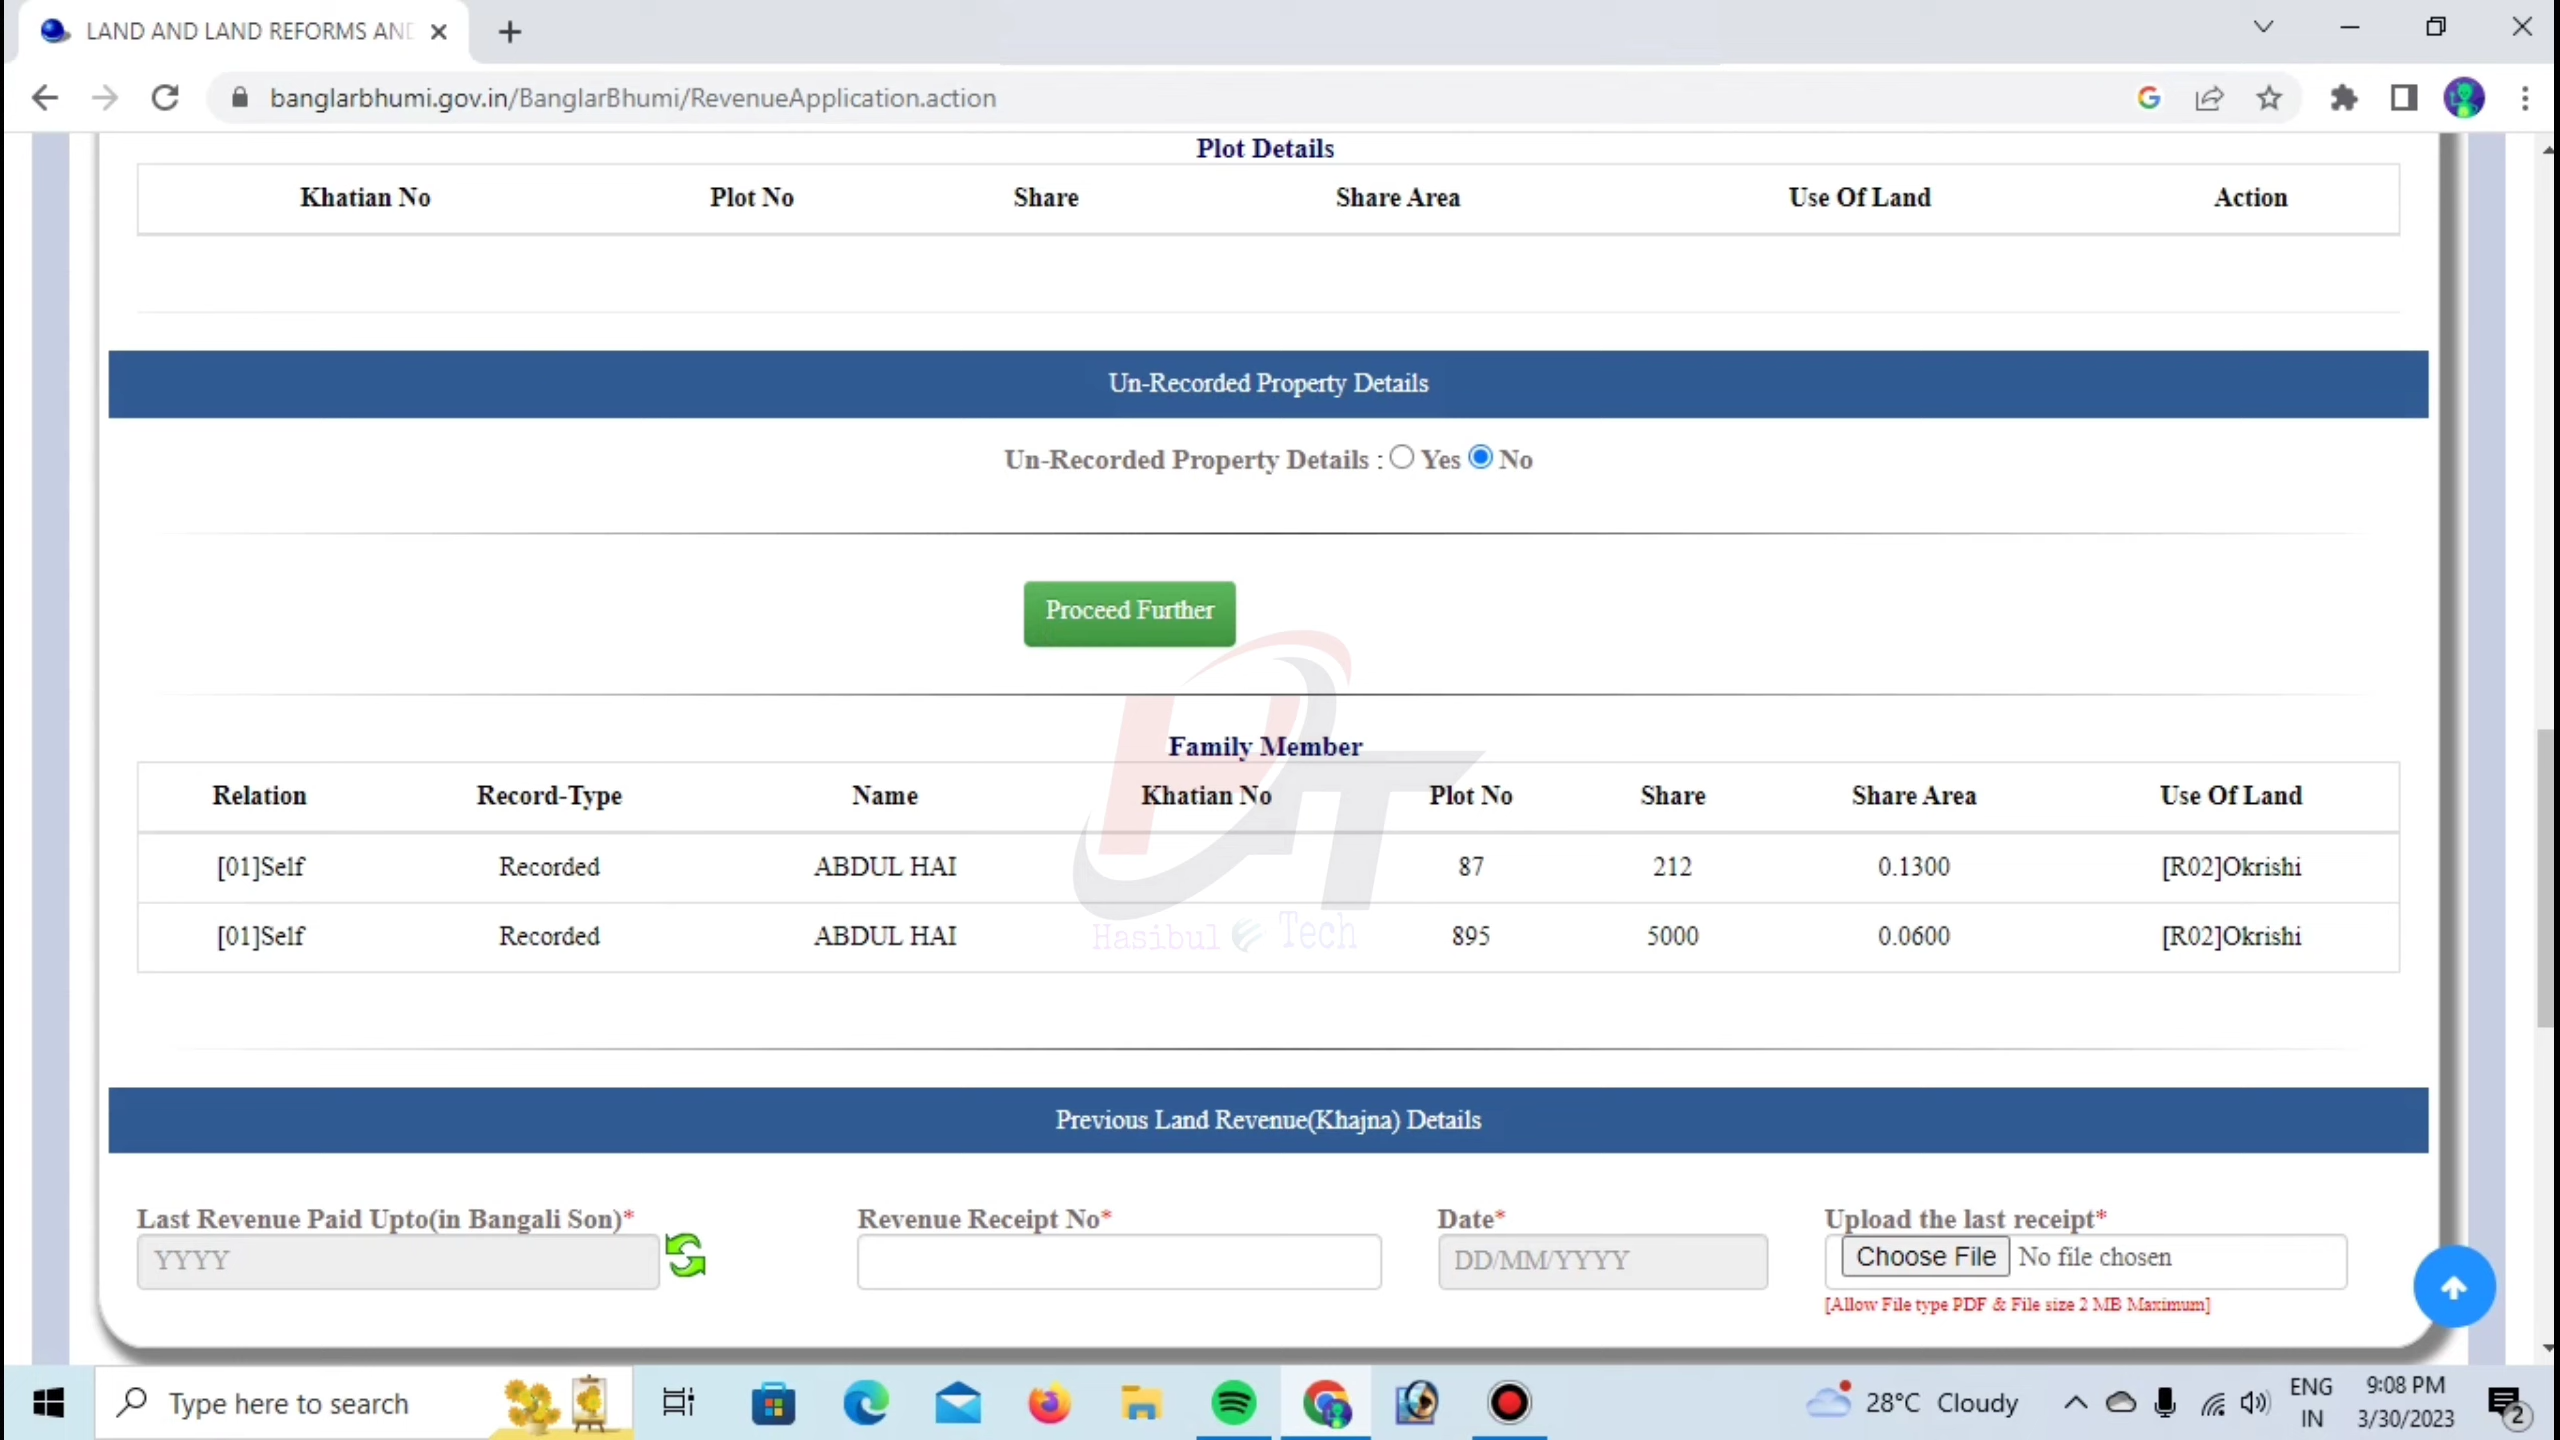 LAND AND LAND REFORMS AND
banglarbhumi.gov.in/BanglarBhumi/RevenueApplication.action
Plot Details
Khatian No Plot No Share Share Area Use Of Land Action
Un-Recorded Property Details
Un-Recorded Property Details : Yes No
Proceed Further
Family Member
Relation Record-Type Name Khatian No Plot No Share Share Area Use Of Land
[01]Self Recorded ABDUL HAI 87 212 0.1300 [R02]Okrishi
[01]Self Recorded ABDUL HAI 895 5000 0.0600 [R02]Okrishi
Hasibul Tech
Previous Land Revenue(Khajna) Details
Last Revenue Paid Upto(in Bangali Son)* Revenue Receipt No* Date* Upload the last receipt*
YYYY DD/MM/YYYY Choose File No file chosen
[Allow File type PDF & File size 2 MB Maximum]
Type here to search 28°C Cloudy ENG 9:08 PM
IN 3/30/2023 2